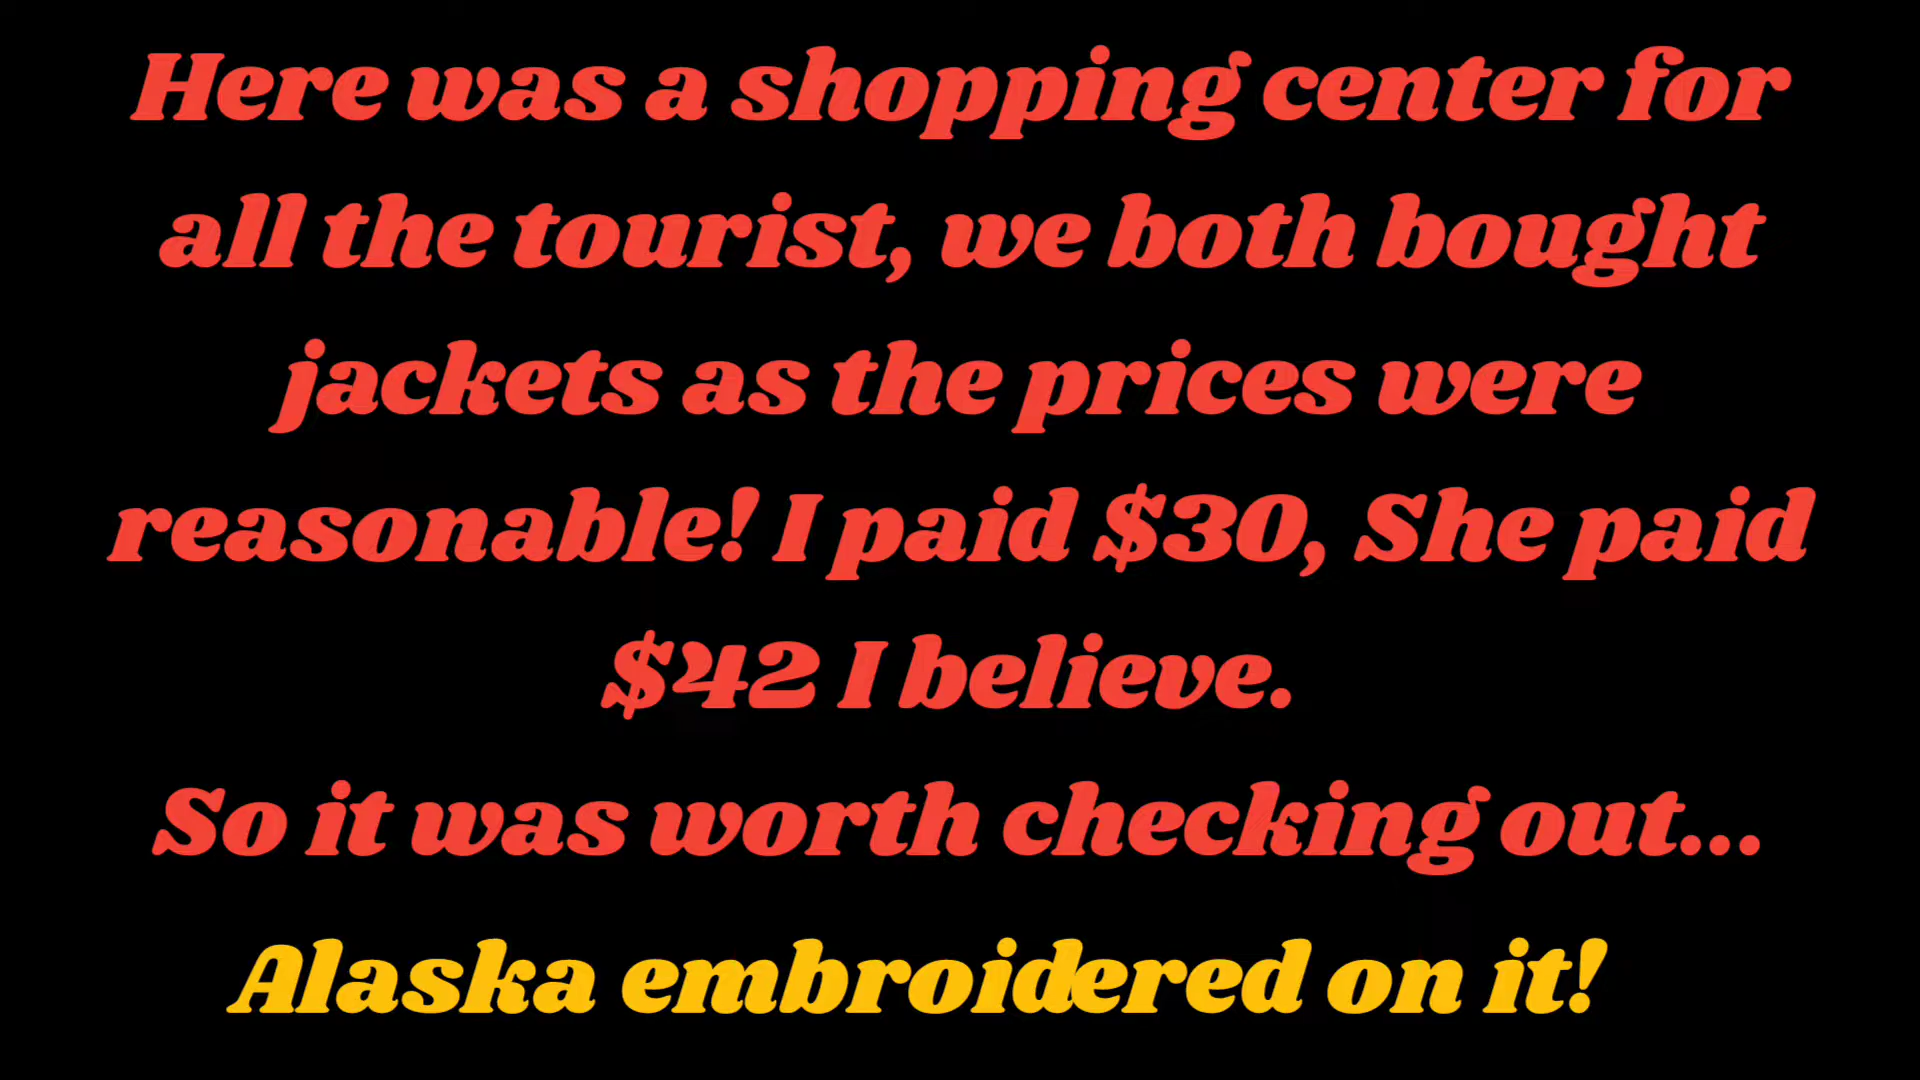 Here was a shopping center for
all the tourist, we both bought
jackets as the prices were
reasonable! I paid $30, She paid
$42 I believe.
So it was worth checking out...
Alaska embroidered on it!